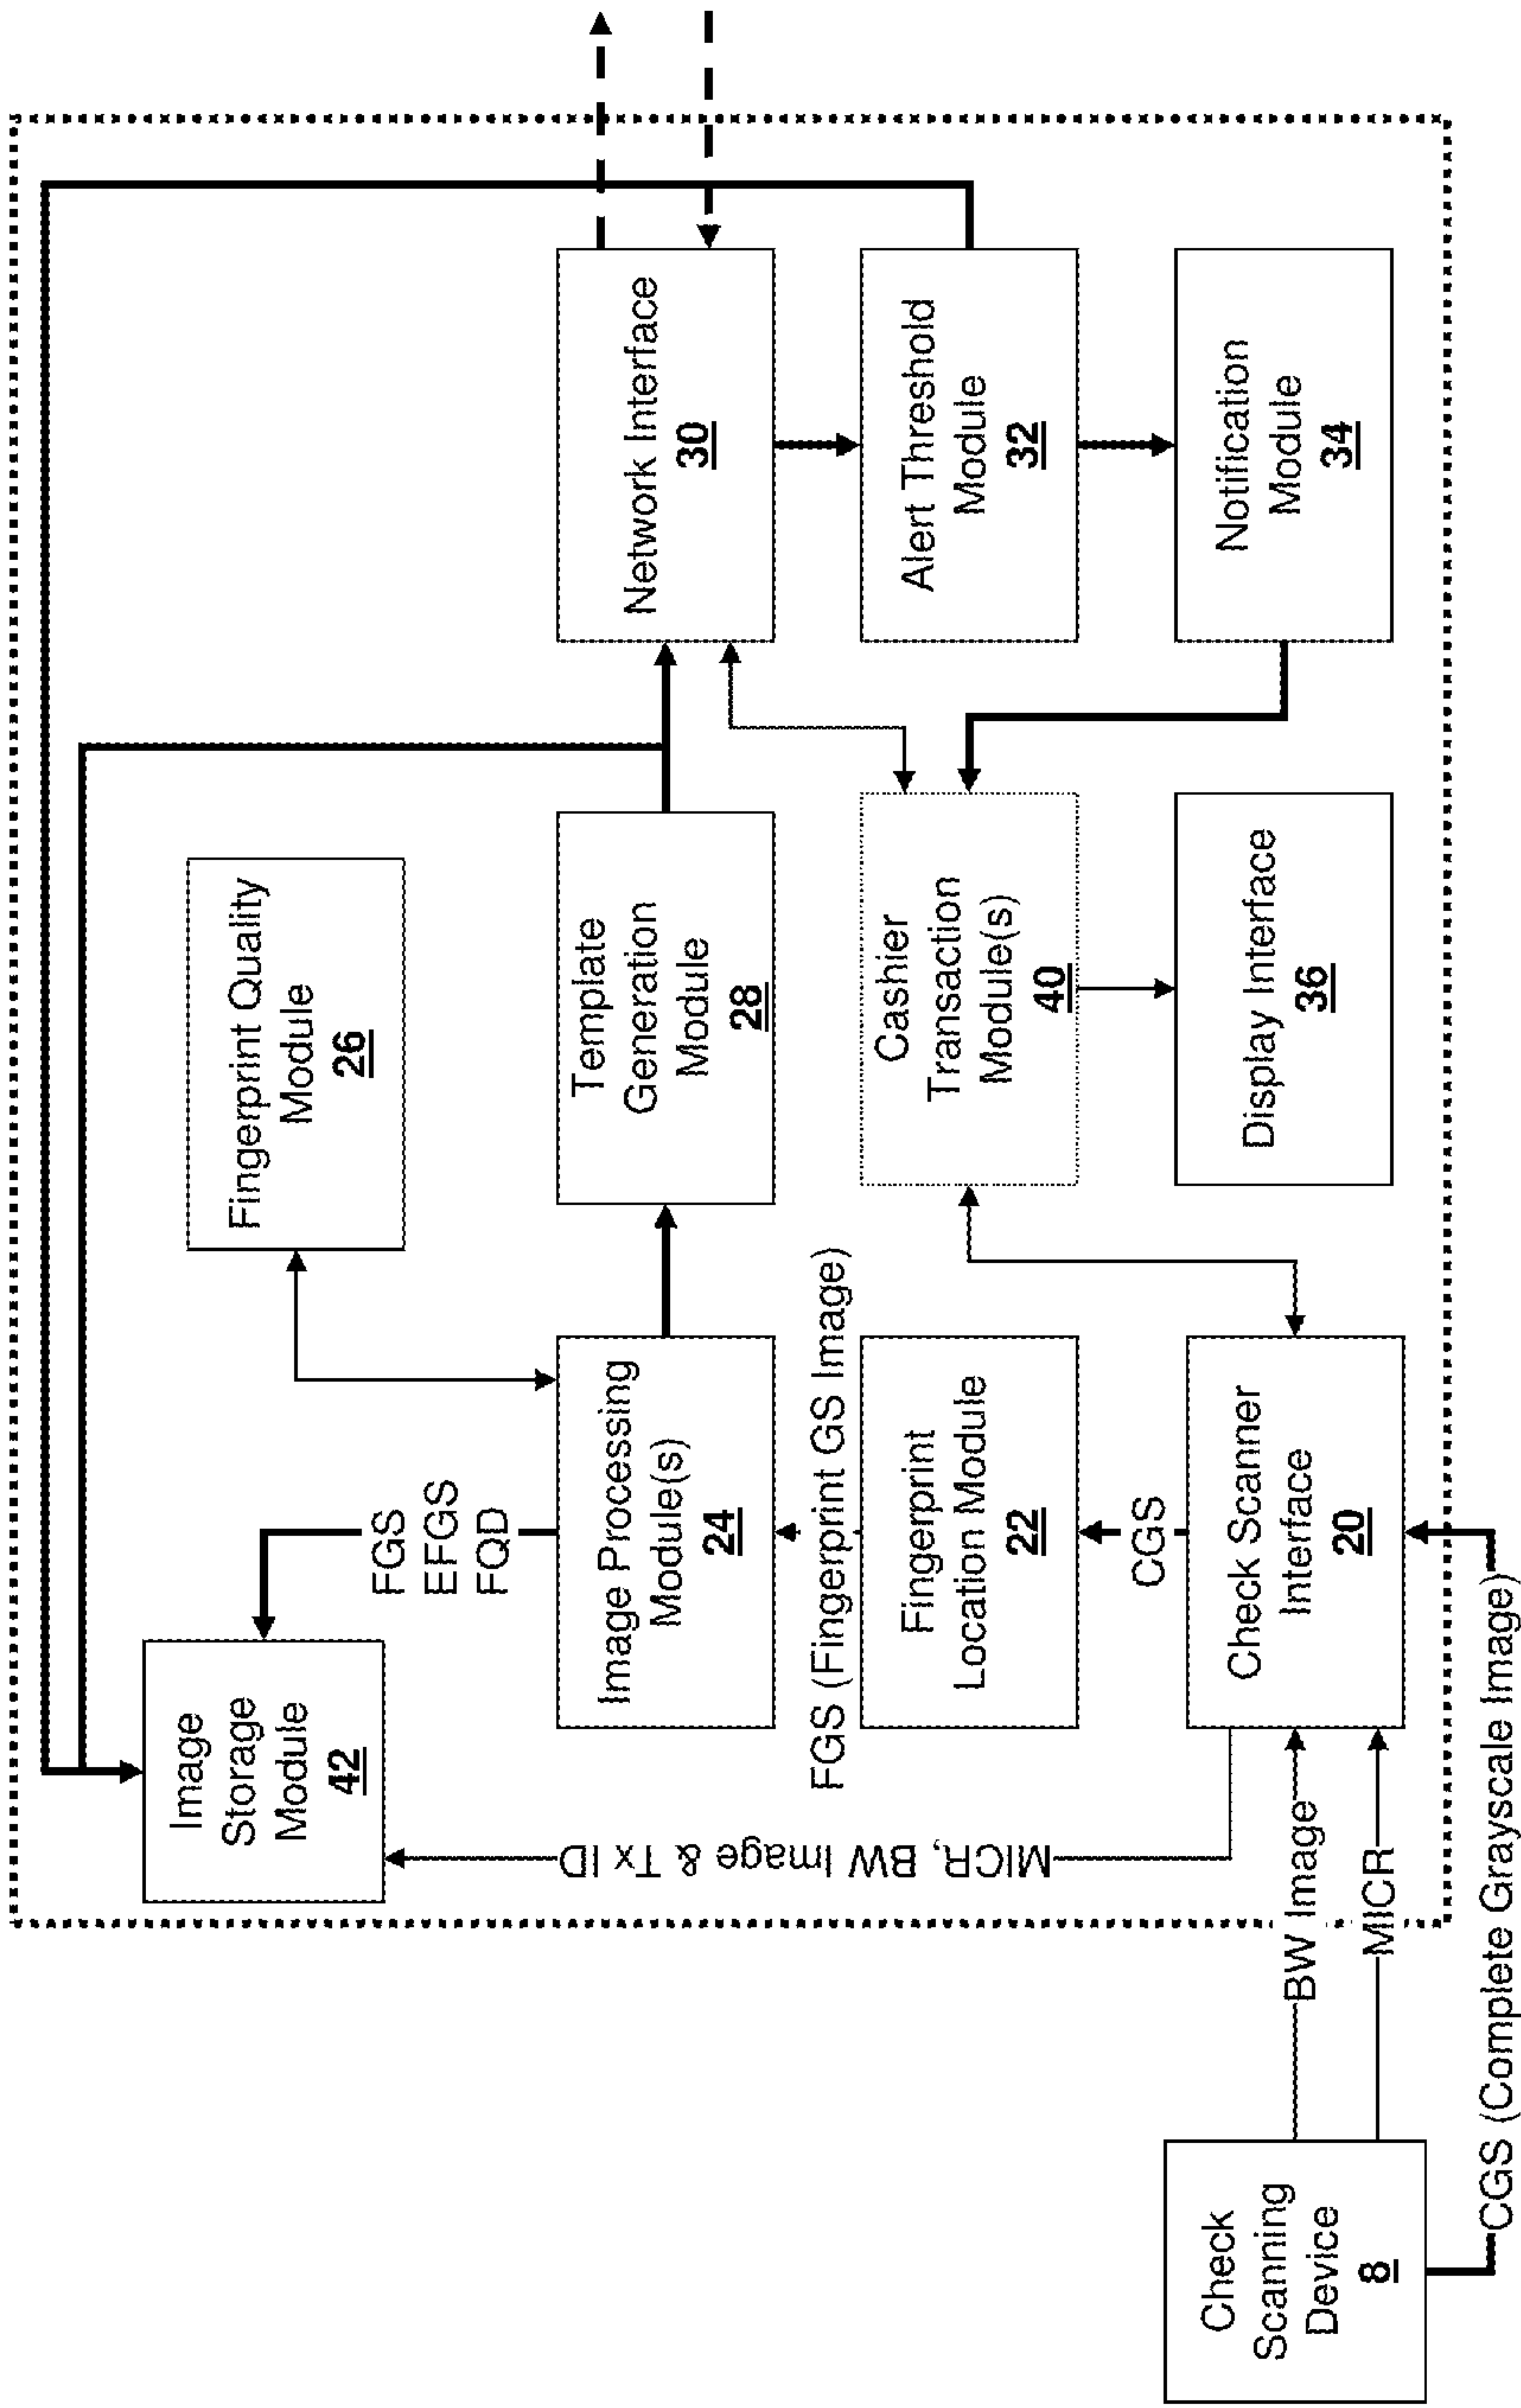 Image
Storage
Module
42
Fingerprint Quality
Module
26
FGS
EFGS
FQD
Image Processing
Module(s)
24
Template
Generation
Module
28
Network Interface
30
MICR, BW Image & Tx ID
FGS (Fingerprint GS Image)
Fingerprint
Location Module
22
Cashier
Transaction
Module(s)
40
Alert Threshold
Module
32
CGS
Check Scanner
Interface
20
Display Interface
36
Notification
Module
34
BW Image
MICR
Check
Scanning
Device
8
CGS (Complete Grayscale Image)